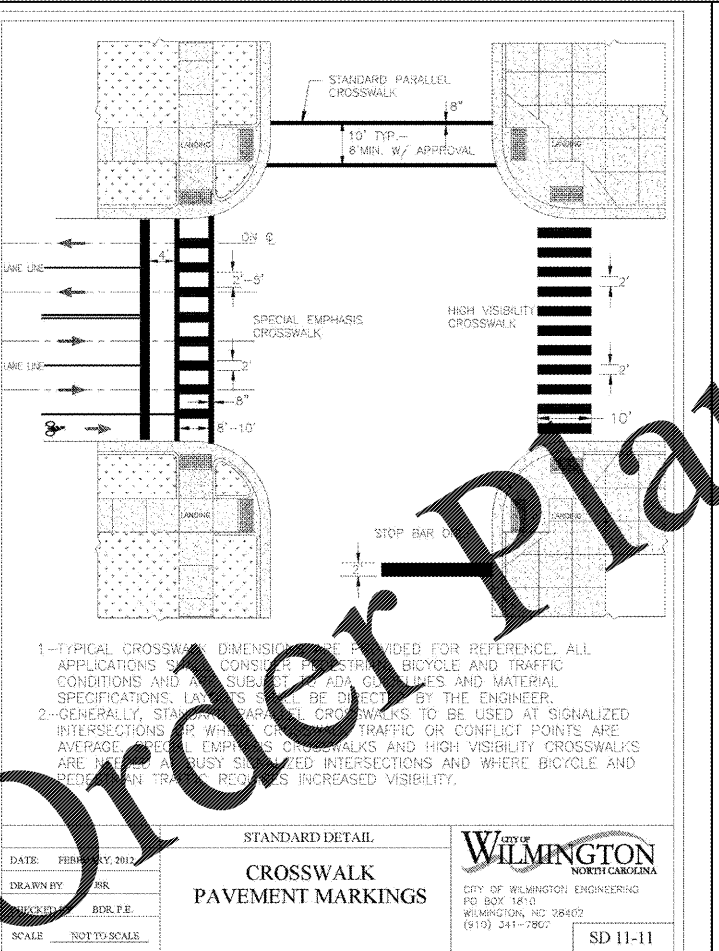 STANDARD PARALLEL
CROSSWALK
8"
10' TYP.-
8'MIN. W/ APPROVAL
LANDING
LANDING
ON ℄
4'
LANE LINE
2'-5'
2'
SPECIAL EMPHASIS
CROSSWALK
HIGH VISIBILITY
CROSSWALK
LANE LINE
2'
2'
8"
8'-10'
10'
LANDING
LANDING
STOP BAR
2'
1-TYPICAL CROSSWALK DIMENSIONS ARE PROVIDED FOR REFERENCE. ALL
APPLICATIONS SHALL CONSIDER PEDESTRIAN, BICYCLE AND TRAFFIC
CONDITIONS AND ARE SUBJECT TO ADA GUIDELINES AND MATERIAL
SPECIFICATIONS. LAYOUTS SHALL BE DIRECTED BY THE ENGINEER.
2-GENERALLY, STANDARD PARALLEL CROSSWALKS TO BE USED AT SIGNALIZED
INTERSECTIONS OR WHERE CROSSWALK TRAFFIC OR CONFLICT POINTS ARE
AVERAGE. SPECIAL EMPHASIS CROSSWALKS AND HIGH VISIBILITY CROSSWALKS
ARE NEEDED AT BUSY SIGNALIZED INTERSECTIONS AND WHERE BICYCLE AND
PEDESTRIAN TRAFFIC REQUIRES INCREASED VISIBILITY.
Order Pla
DATE: FEBRUARY, 2012
DRAWN BY JSR
CHECKED BY BDR, P.E.
SCALE NOT TO SCALE
STANDARD DETAIL
CROSSWALK
PAVEMENT MARKINGS
CITY OF
WILMINGTON
NORTH CAROLINA
CITY OF WILMINGTON ENGINEERING
PO BOX 1810
WILMINGTON, NC 28402
(910) 341-7807
SD 11-11